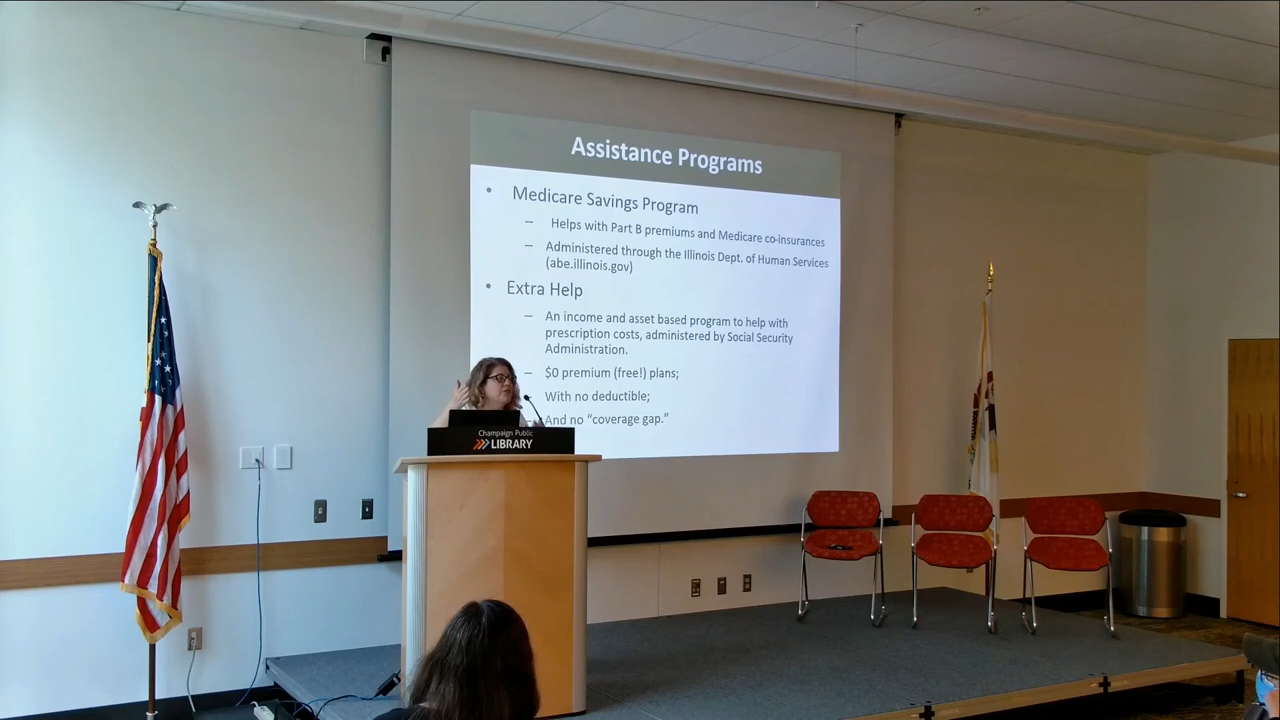 Assistance Programs
• Medicare Savings Program
– Helps with Part B premiums and Medicare co-insurances
– Administered through the Illinois Dept. of Human Services
(abe.illinois.gov)
• Extra Help
– An income and asset based program to help with
prescription costs, administered by Social Security
Administration.
– $0 premium (free!) plans;
With no deductible;
– And no “coverage gap.”
Champaign Public
LIBRARY